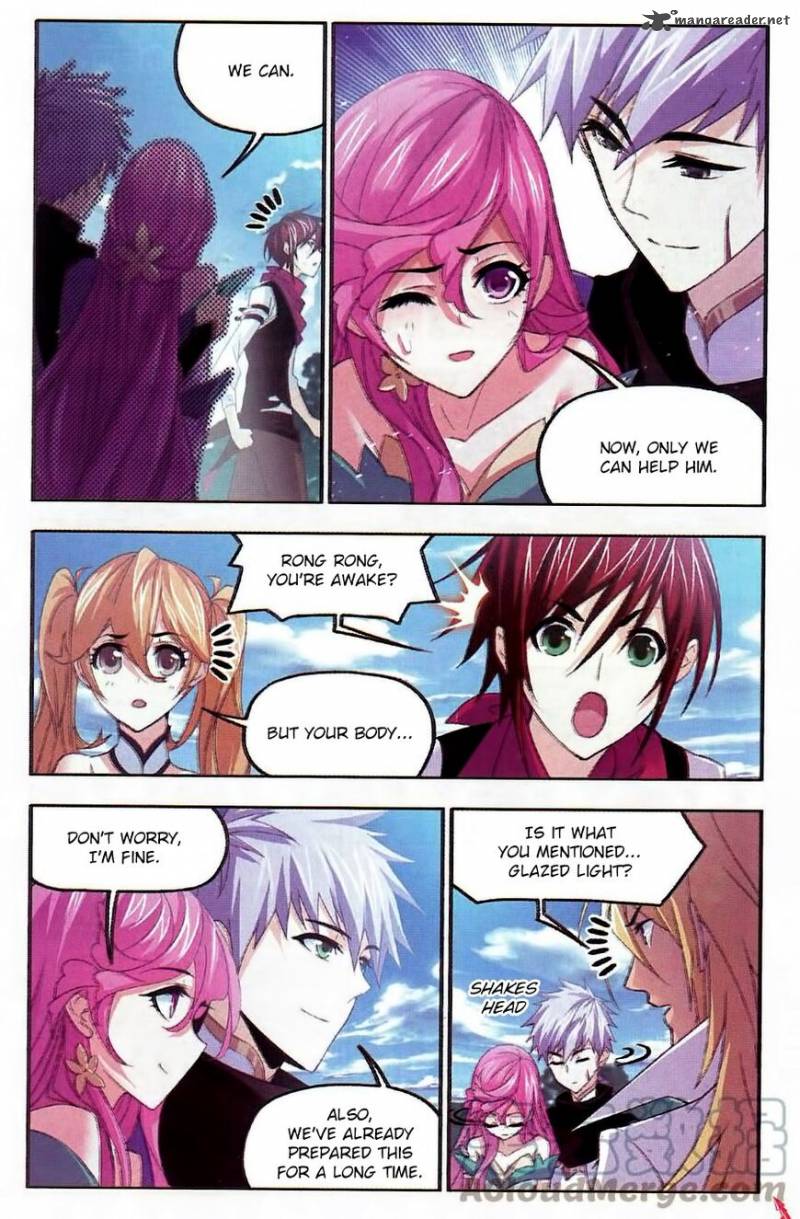 mangareader.net
WE CAN.
NOW, ONLY WE
CAN HELP HIM.
RONG RONG,
YOU'RE AWAKE?
BUT YOUR BODY...
DON'T WORRY,
I'M FINE.
ALSO,
WE'VE ALREADY
PREPARED THIS
FOR A LONG TIME.
IS IT WHAT
YOU MENTIONED...
GLAZED LIGHT?
SHAKES
HEAD
AoloudMerge.com